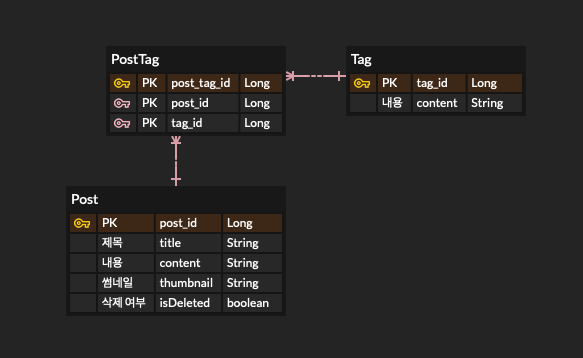 PostTag
PK post_tag_id Long
PK post_id Long
PK tag_id Long
Tag
PK tag_id Long
내용 content String
Post
PK post_id Long
제목 title String
내용 content String
썸네일 thumbnail String
삭제 여부 isDeleted boolean